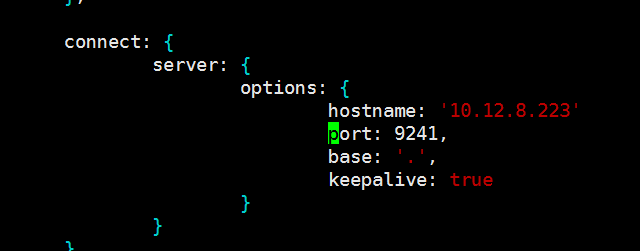 },
connect: {
server: {
options: {
hostname: '10.12.8.223'
port: 9241,
base: '.',
keepalive: true
}
}
}